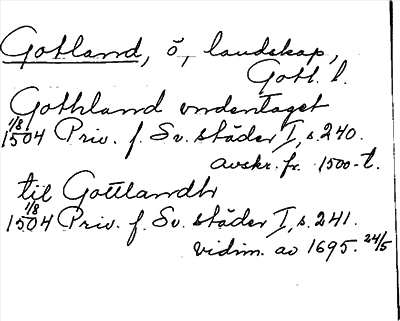 Gotland, ö, landskap,
Gotl. l.
Gothland vndentaget
1/8
1504 Priv. f. Sv. städer I, s. 240.
avskr. fr. 1500-t.
til Gottlandh
1/8
1504 Priv. f. Sv. städer I, s. 241.
vidim. av 1695. 24/5